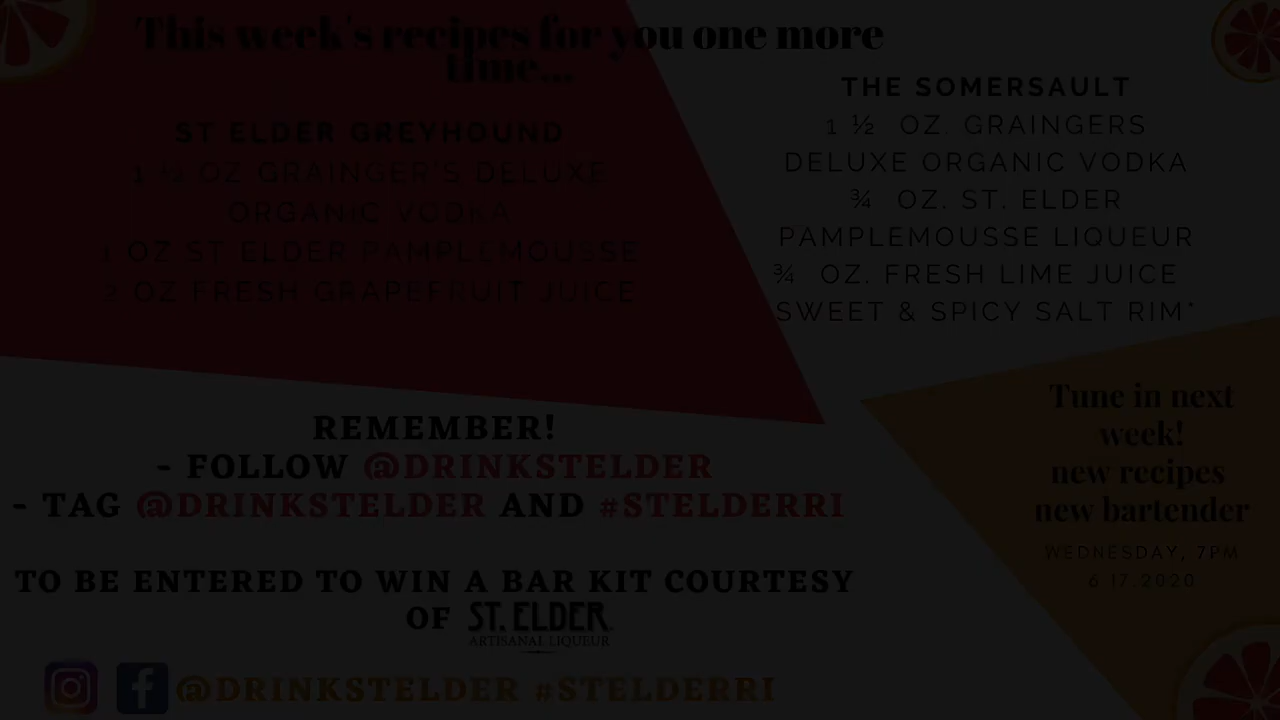 This week's recipes for you one more
time...
ST ELDER GREYHOUND
1 ½ OZ GRAINGER'S DELUXE
ORGANIC VODKA
1 OZ ST ELDER PAMPLEMOUSSE
2 OZ FRESH GRAPEFRUIT JUICE
THE SOMERSAULT
1 ½ OZ. GRAINGERS
DELUXE ORGANIC VODKA
¾ OZ. ST. ELDER
PAMPLEMOUSSE LIQUEUR
¾ OZ. FRESH LIME JUICE
SWEET & SPICY SALT RIM*
REMEMBER!
- FOLLOW @DRINKSTELDER
- TAG @DRINKSTELDER AND #STELDERRI
TO BE ENTERED TO WIN A BAR KIT COURTESY
OF ST. ELDER
ARTISANAL LIQUEUR
@DRINKSTELDER #STELDERRI
Tune in next
week!
new recipes
new bartender
WEDNESDAY, 7PM
6.17.2020